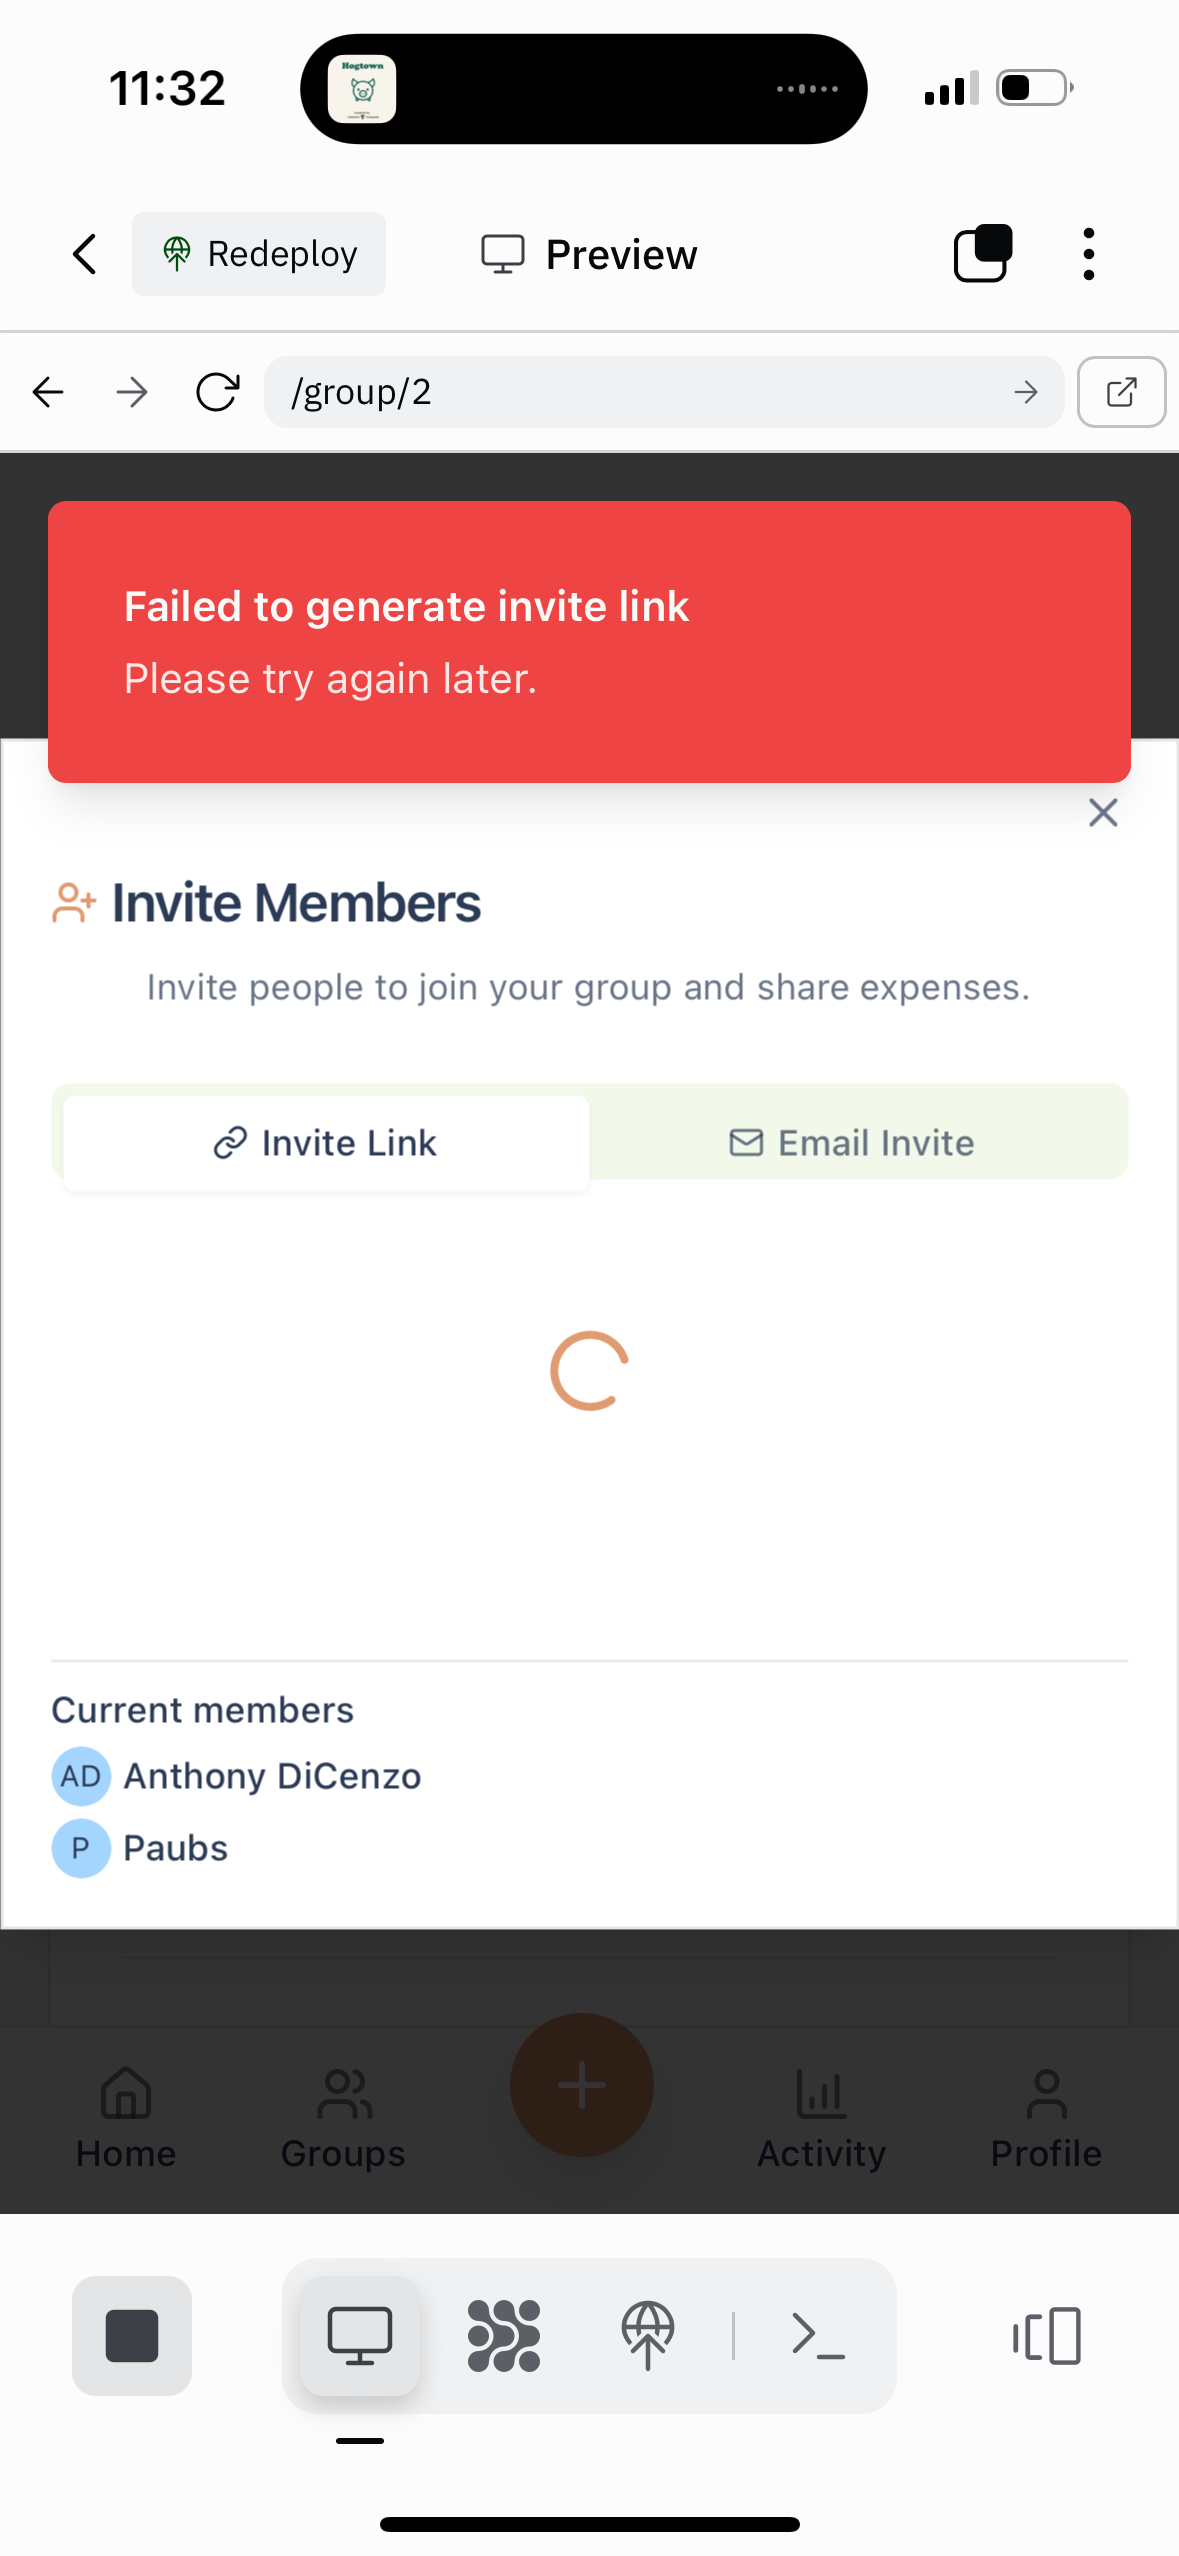 11:32
Hogtown
Redeploy
Preview
/group/2
Failed to generate invite link
Please try again later.
Invite Members
Invite people to join your group and share expenses.
Invite Link
Email Invite
Current members
AD Anthony DiCenzo
P Paubs
Home
Groups
Activity
Profile